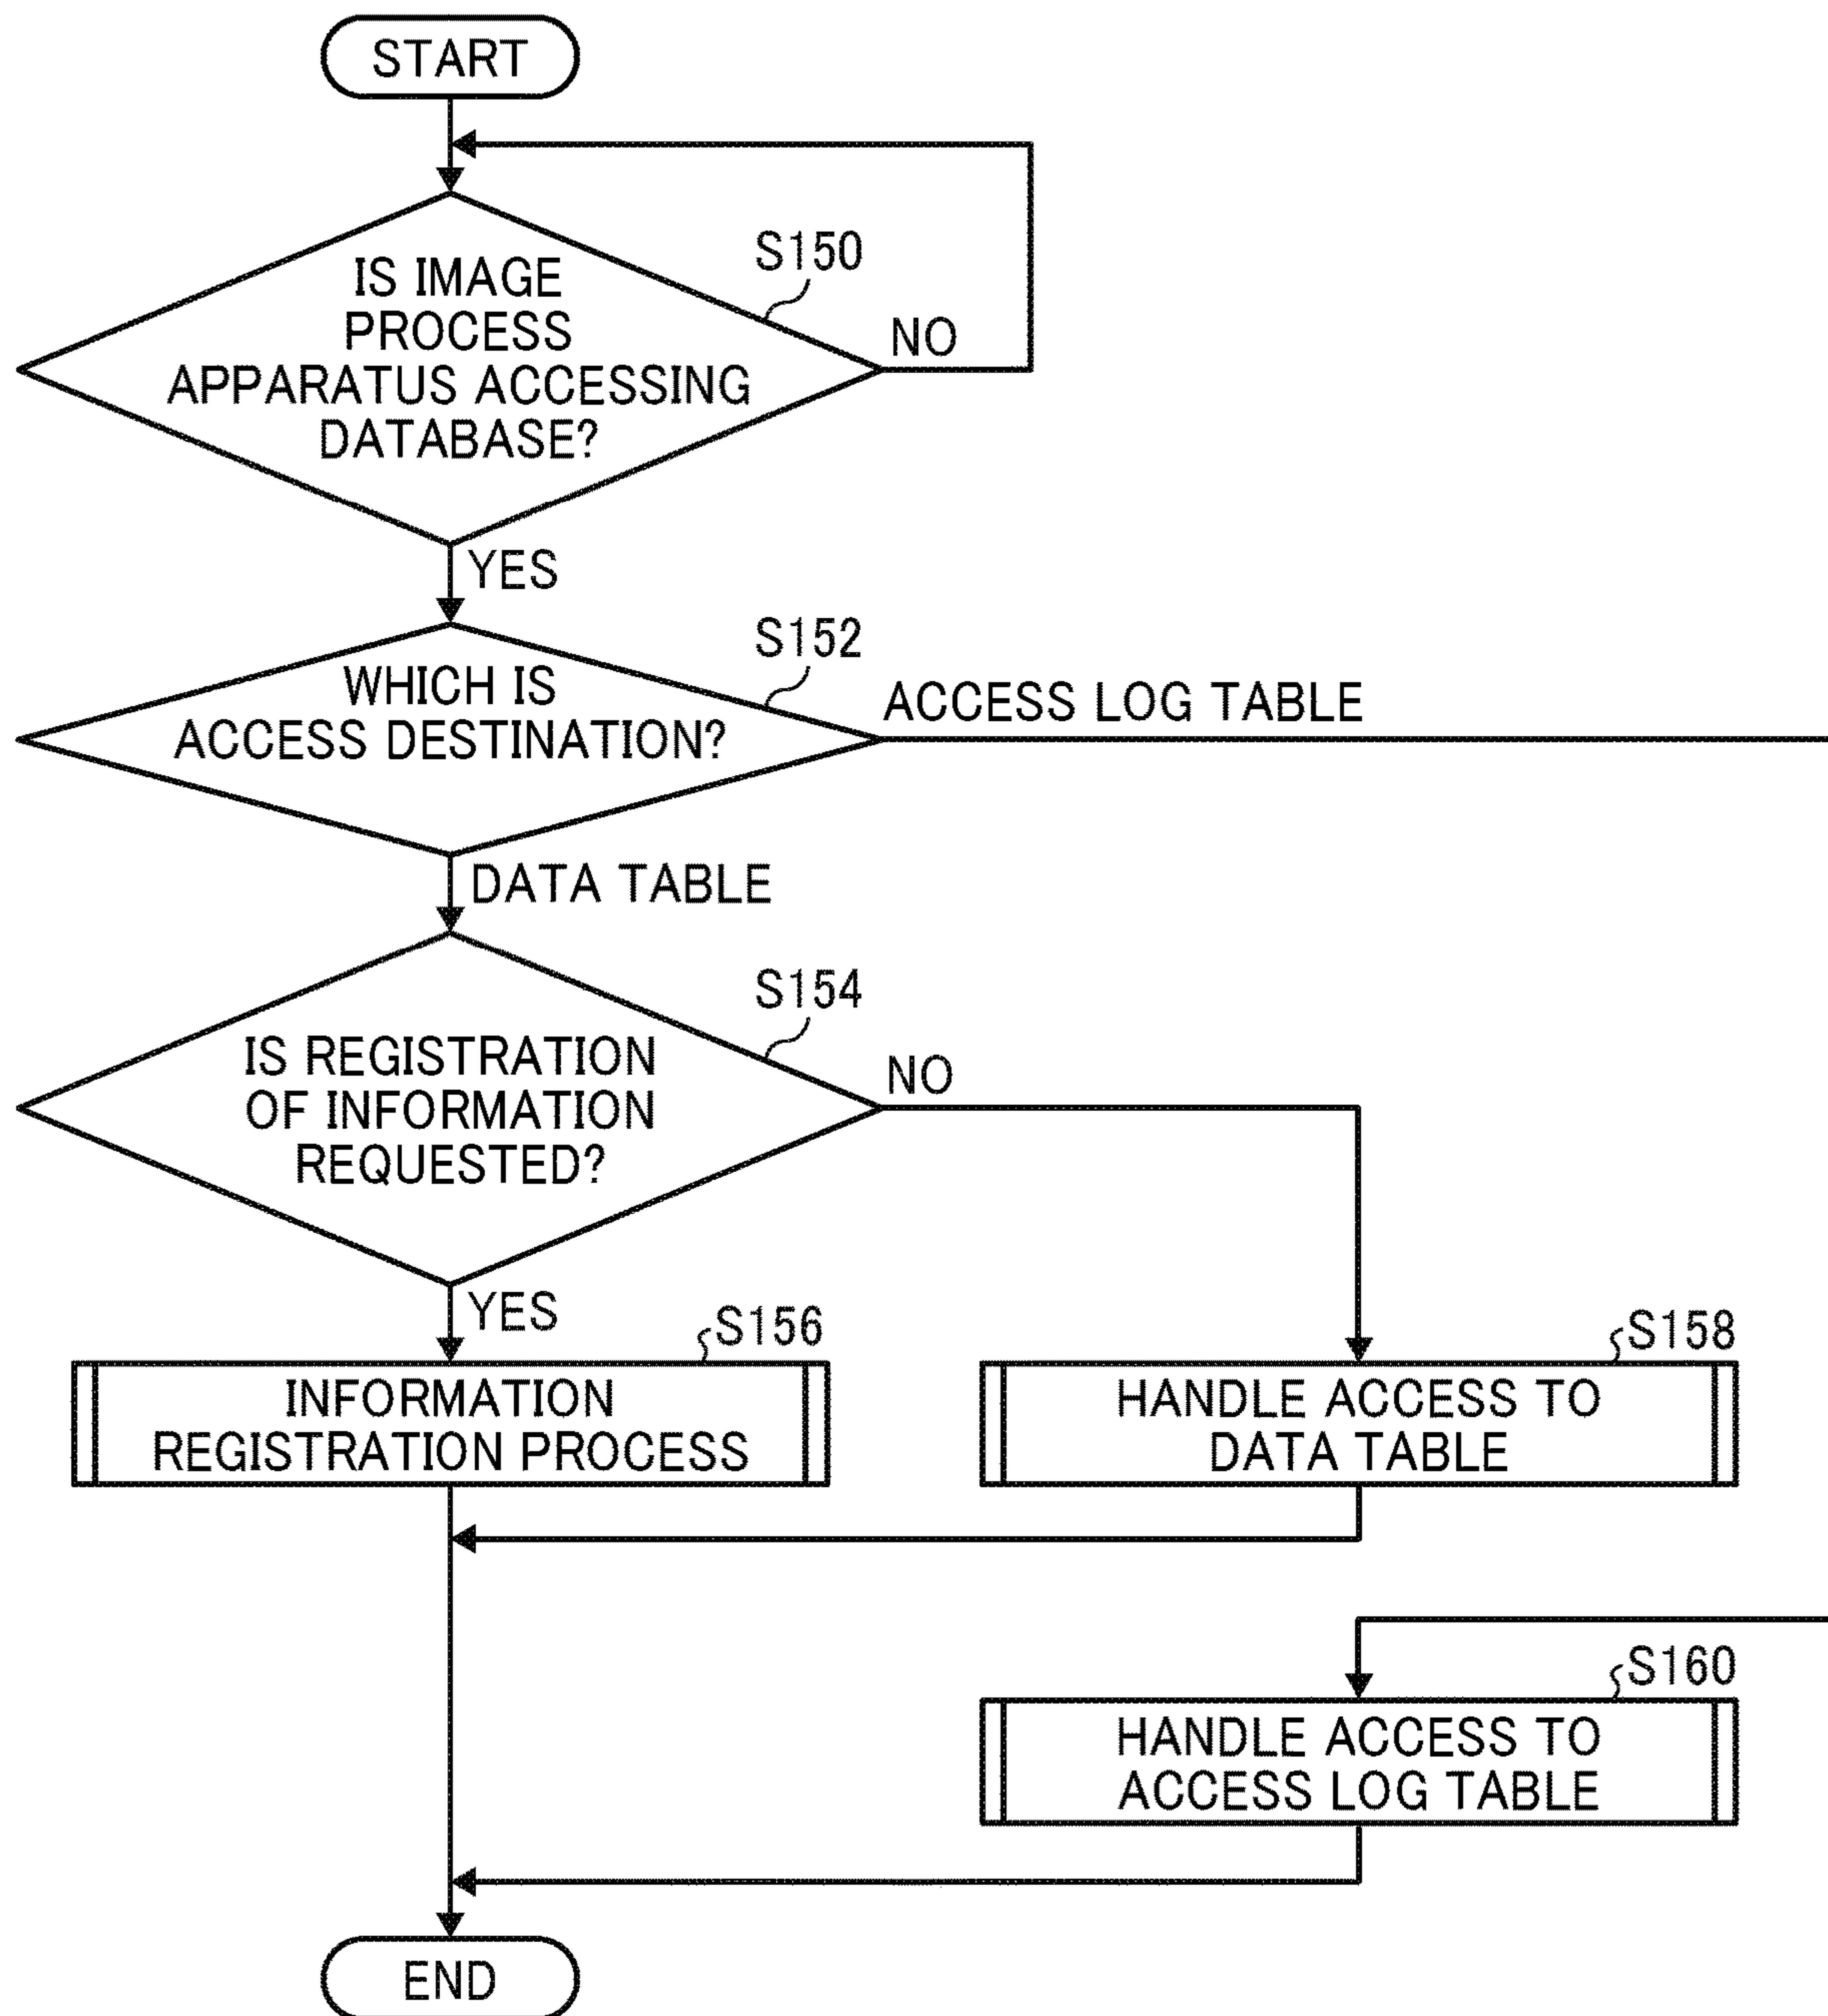 START
S150
IS IMAGE
PROCESS
APPARATUS ACCESSING
DATABASE?
NO
YES
S152
WHICH IS
ACCESS DESTINATION?
ACCESS LOG TABLE
DATA TABLE
S154
IS REGISTRATION
OF INFORMATION
REQUESTED?
NO
YES
S156
INFORMATION
REGISTRATION PROCESS
S158
HANDLE ACCESS TO
DATA TABLE
S160
HANDLE ACCESS TO
ACCESS LOG TABLE
END